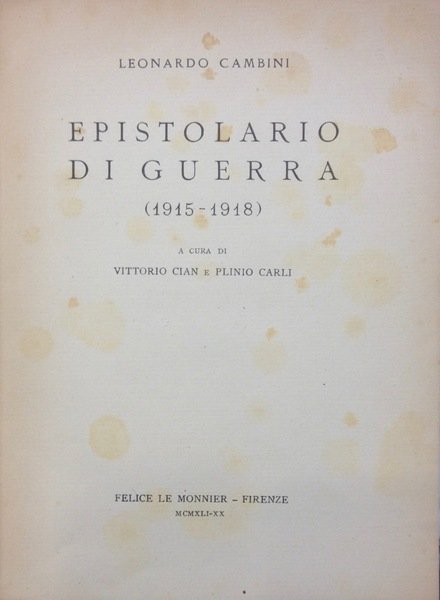 LEONARDO CAMBINI
EPISTOLARIO
DI GUERRA
(1915-1918)
A CURA DI
VITTORIO CIAN E PLINIO CARLI
FELICE LE MONNIER – FIRENZE
MCMXLI-XX